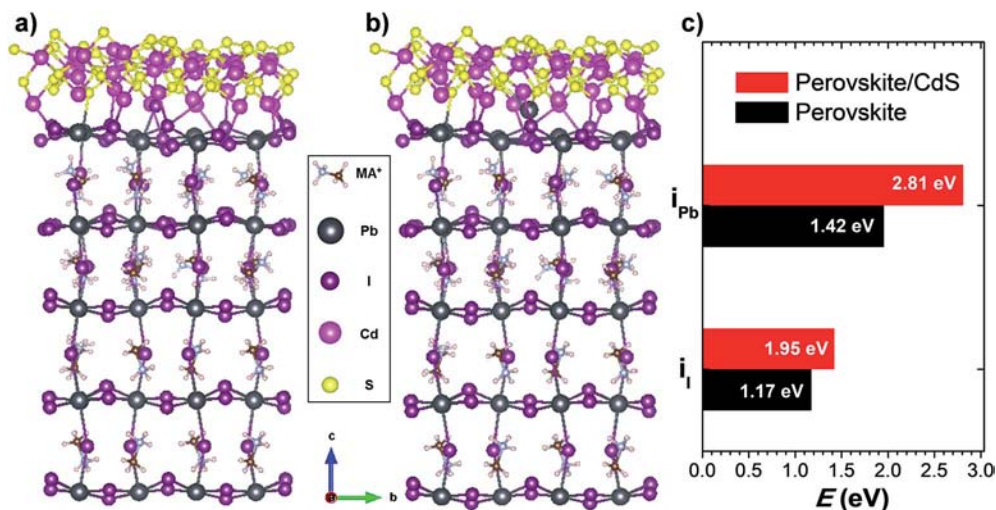 a)
b)
c)
MA⁺
Pb
I
Cd
S
c
b
Perovskite/CdS
Perovskite
i_Pb
2.81 eV
1.42 eV
i_I
1.95 eV
1.17 eV
0.0 0.5 1.0 1.5 2.0 2.5 3.0
E (eV)